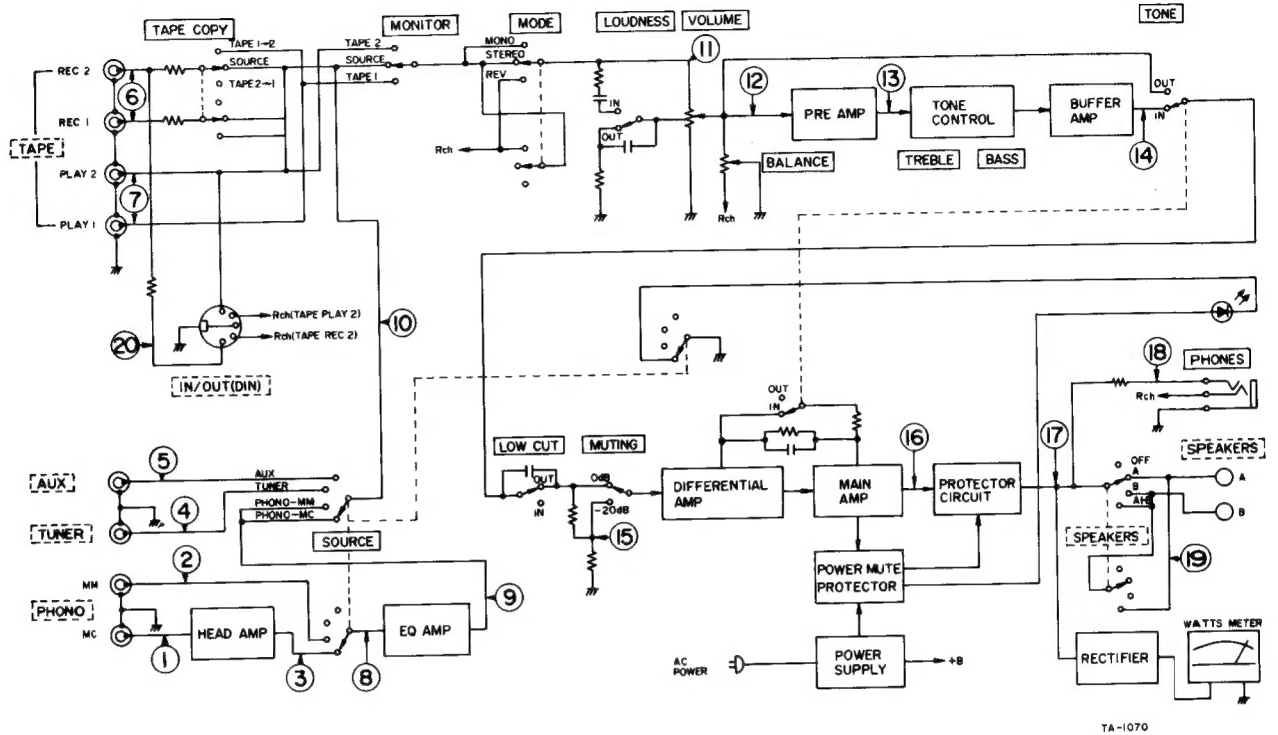 TAPE COPY
MONITOR
MODE
LOUDNESS
VOLUME
TONE
TAPE 1→2
SOURCE
TAPE 2→1
TAPE 2
SOURCE
TAPE 1
MONO
STEREO
REV
Rch
IN
OUT
11
12
13
14
PRE AMP
TONE CONTROL
BUFFER AMP
OUT
IN
TREBLE
BASS
BALANCE
Rch
TAPE
REC 2
6
REC 1
PLAY 2
7
PLAY 1
Rch(TAPE PLAY 2)
Rch(TAPE REC 2)
20
IN/OUT(DIN)
10
18
PHONES
Rch
AUX
5
AUX
TUNER
PHONO-MM
PHONO-MC
4
TUNER
SOURCE
MM
2
PHONO
MC
1
HEAD AMP
3
8
EQ AMP
9
LOW CUT
OUT
IN
MUTING
0dB
-20dB
15
OUT
IN
DIFFERENTIAL AMP
MAIN AMP
16
PROTECTOR CIRCUIT
17
POWER MUTE PROTECTOR
AC POWER
POWER SUPPLY
+B
SPEAKERS
OFF
A
B
A+B
A
B
SPEAKERS
19
RECTIFIER
WATTS METER
TA-1070